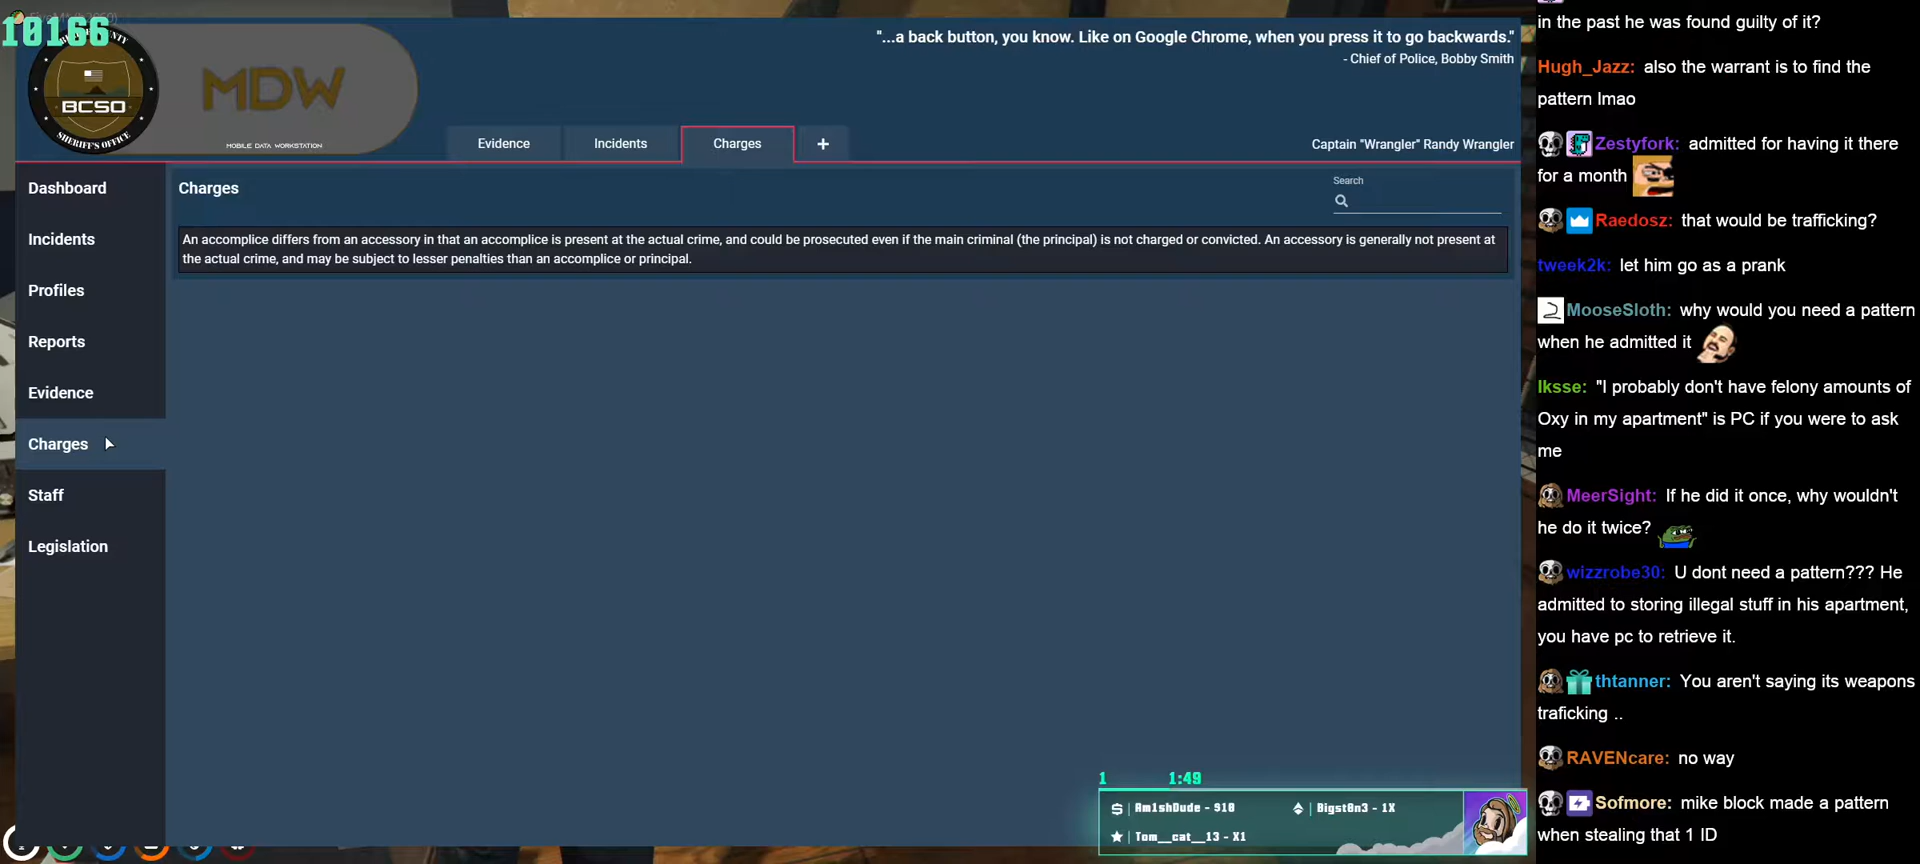 10166
BCSO
SHERIFF'S OFFICE
MDW
MOBILE DATA WORKSTATION
"...a back button, you know. Like on Google Chrome, when you press it to go backwards."
- Chief of Police, Bobby Smith
Evidence
Incidents
Charges
+
Captain "Wrangler" Randy Wrangler
Dashboard
Incidents
Profiles
Reports
Evidence
Charges
Staff
Legislation
Charges
Search
An accomplice differs from an accessory in that an accomplice is present at the actual crime, and could be prosecuted even if the main criminal (the principal) is not charged or convicted. An accessory is generally not present at
the actual crime, and may be subject to lesser penalties than an accomplice or principal.
1 1:49
$ | Am1shDude - 910
| Bigst8n3 - 1X
★ | Tom__cat__13 - X1
in the past he was found guilty of it?
Hugh_Jazz: also the warrant is to find the
pattern lmao
Zestyfork: admitted for having it there
for a month
Raedosz: that would be trafficking?
tweek2k: let him go as a prank
MooseSloth: why would you need a pattern
when he admitted it
Iksse: "I probably don't have felony amounts of
Oxy in my apartment" is PC if you were to ask
me
MeerSight: If he did it once, why wouldn't
he do it twice?
wizzrobe30: U dont need a pattern??? He
admitted to storing illegal stuff in his apartment,
you have pc to retrieve it.
thtanner: You aren't saying its weapons
traficking ..
RAVENcare: no way
Sofmore: mike block made a pattern
when stealing that 1 ID